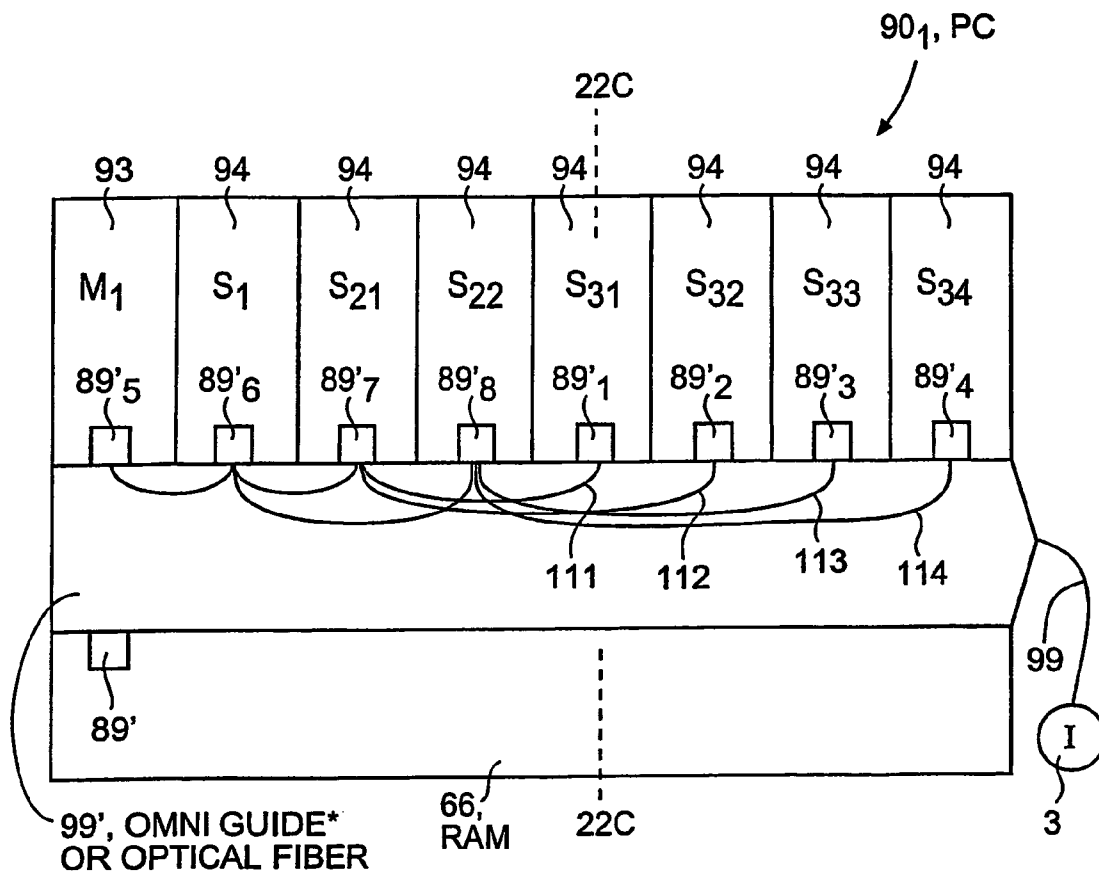 90₁, PC
22C
93 94 94 94 94 94 94 94
M₁ S₁ S₂₁ S₂₂ S₃₁ S₃₂ S₃₃ S₃₄
89'₅ 89'₆ 89'₇ 89'₈ 89'₁ 89'₂ 89'₃ 89'₄
111 112 113 114
99
89'
I
3
66,
RAM
22C
99', OMNI GUIDE*
OR OPTICAL FIBER